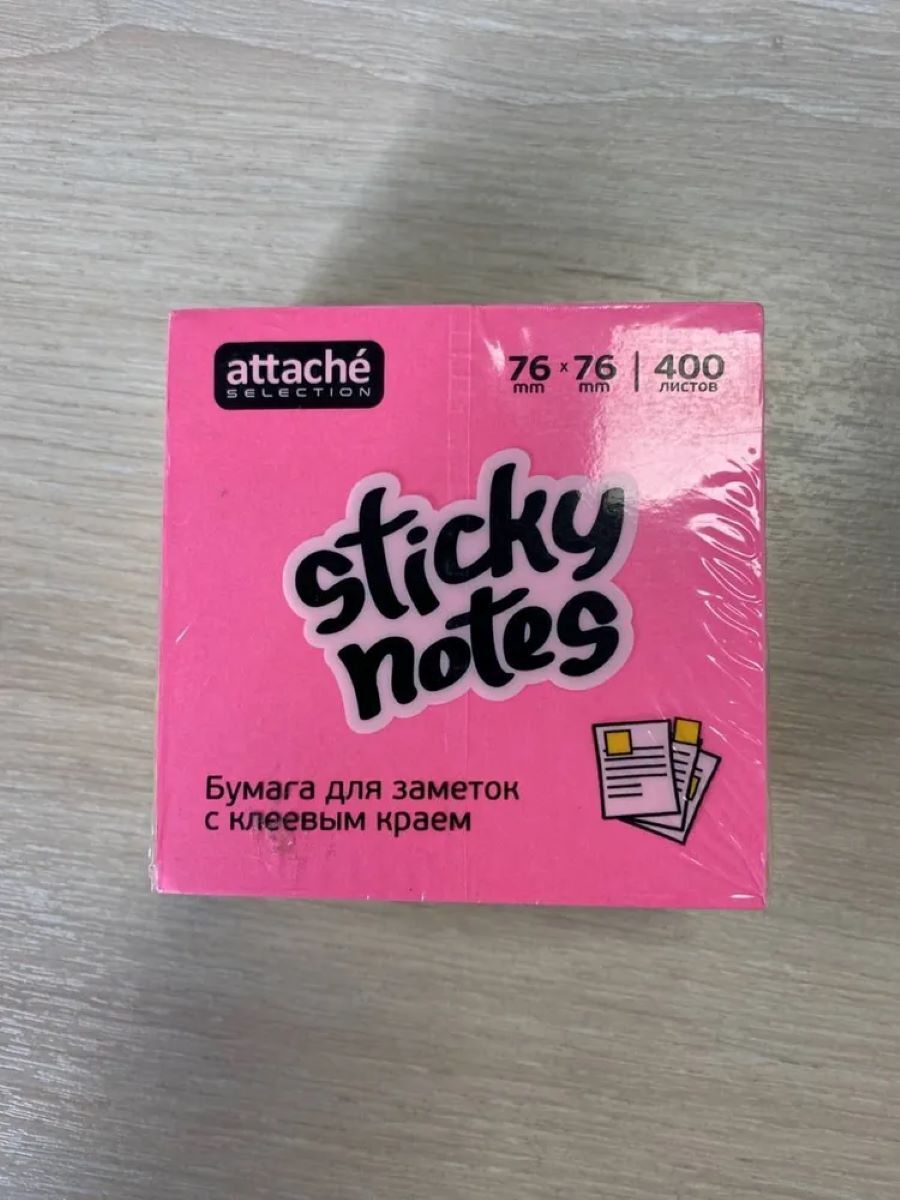 attaché
SELECTION
76 x 76 | 400
mm mm листов
sticky
notes
Бумага для заметок
с клеевым краем